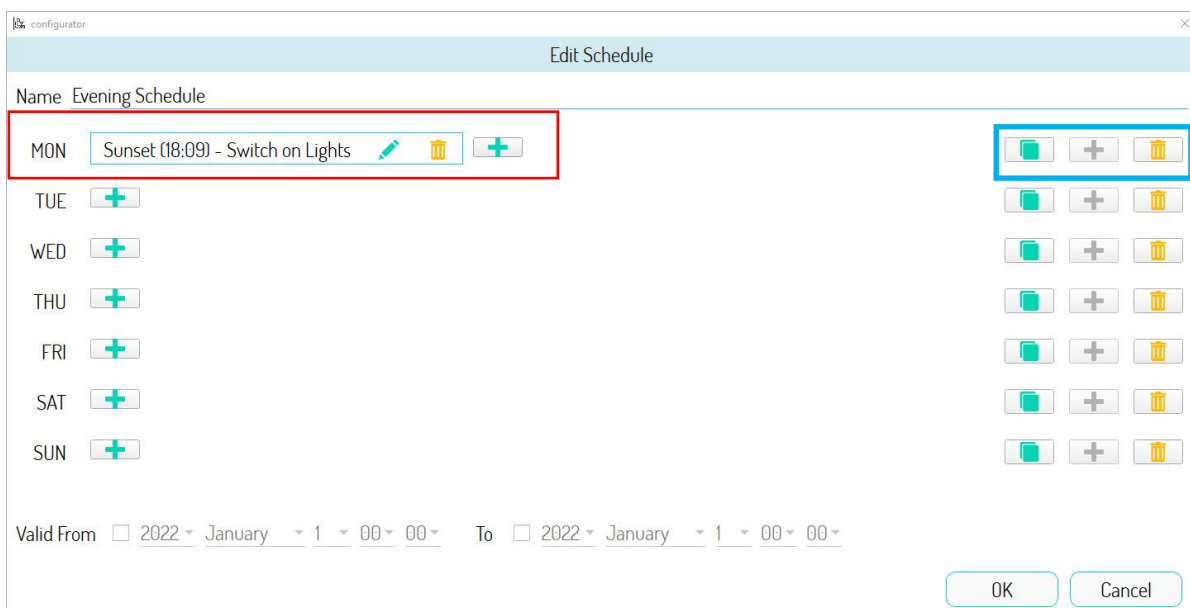 configurator
Edit Schedule
Name Evening Schedule
MON Sunset (18:09) - Switch on Lights
TUE
WED
THU
FRI
SAT
SUN
Valid From 2022 January 1 00 00 To 2022 January 1 00 00
OK Cancel